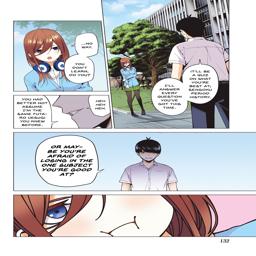 ...NO
WAY.
YOU
DON'T
LEARN,
DO YOU?
I'LL
ANSWER
EVERY
QUESTION
YOU'VE
GOT THIS
TIME.
IT'LL BE
A QUIZ ON
WHAT
YOU'RE
BEST AT,
SENGOKU
PERIOD
HISTORY.
YOU HAD
BETTER NOT
ASSUME
I'M THE
SAME FUTA-
RO UESUGI
YOU KNEW
BEFORE.
HEH
HEH
HEH.
OR MAY-
BE YOU'RE
AFRAID OF
LOSING IN THE
ONE SUBJECT
YOU'RE GOOD
AT?
132